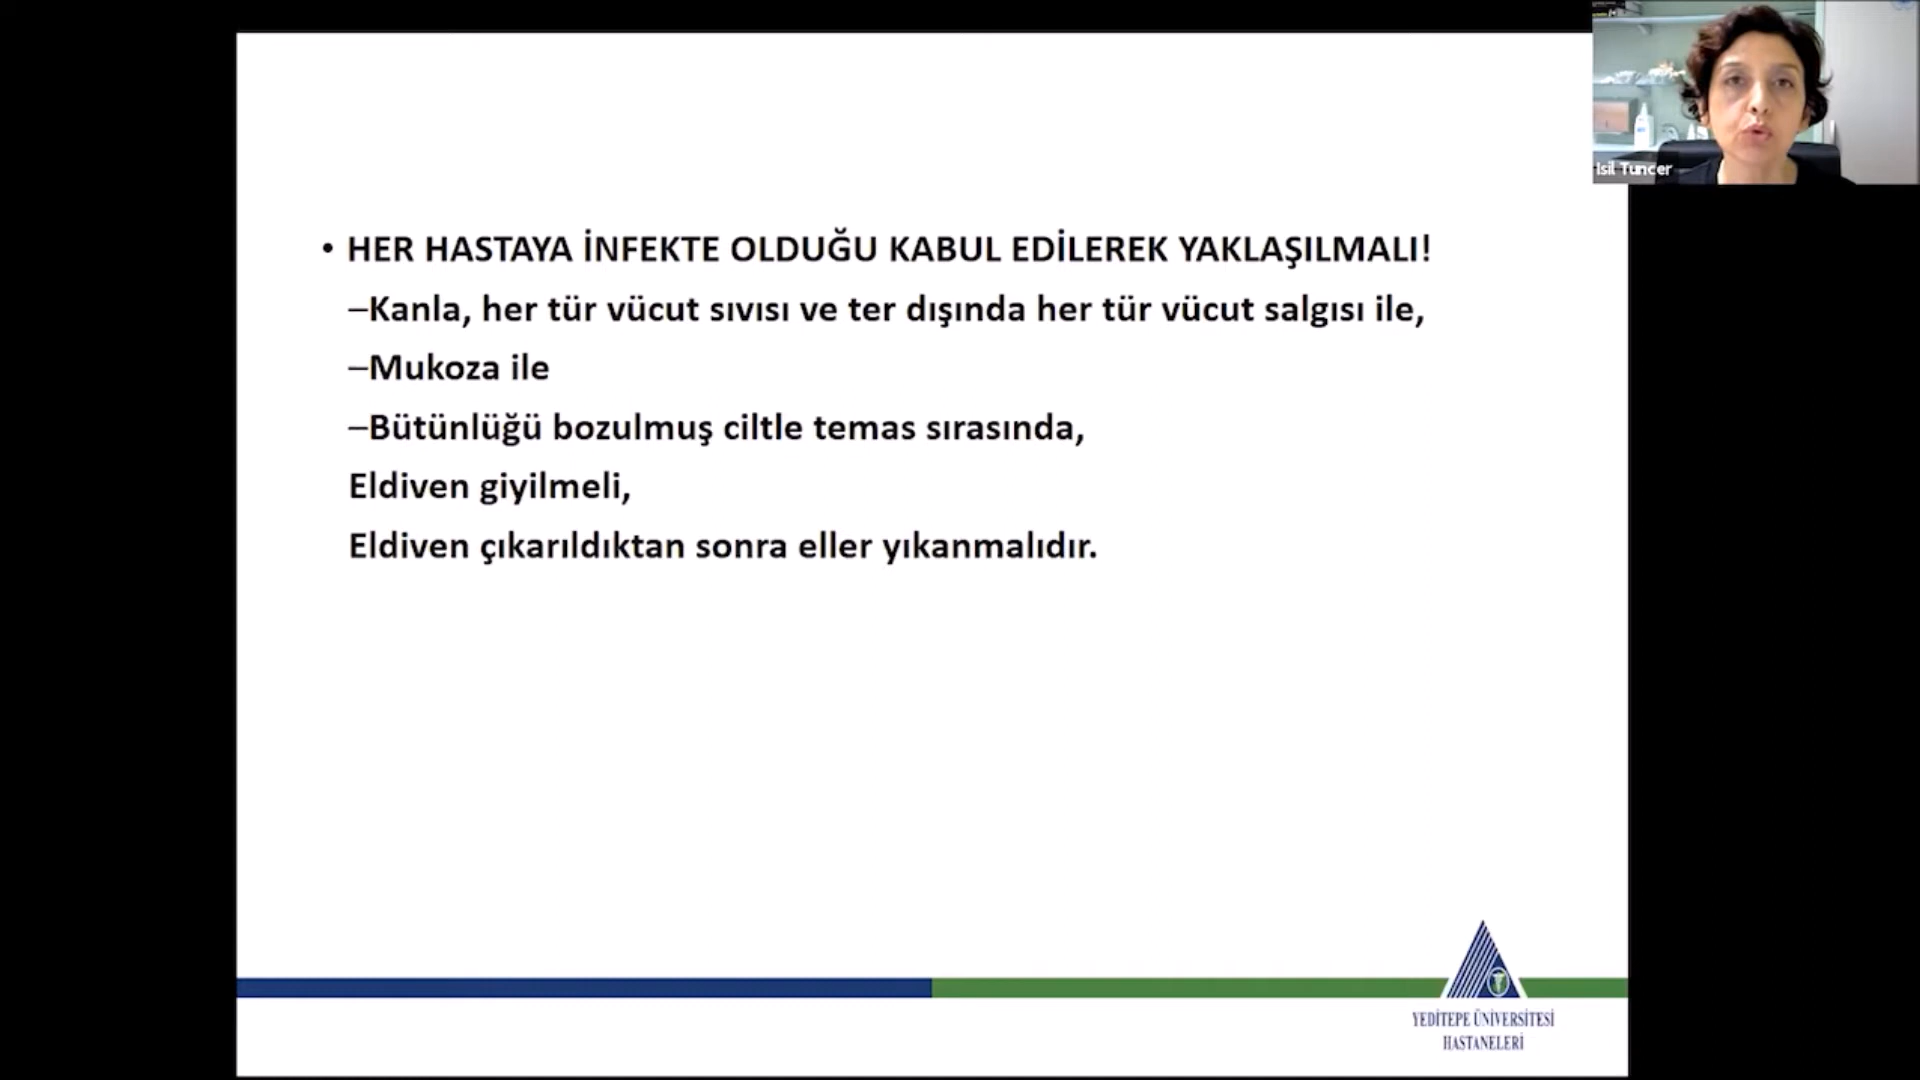 Isil Tuncer
• HER HASTAYA İNFEKTE OLDUĞU KABUL EDİLEREK YAKLAŞILMALI!
–Kanla, her tür vücut sıvısı ve ter dışında her tür vücut salgısı ile,
–Mukoza ile
–Bütünlüğü bozulmuş ciltle temas sırasında,
Eldiven giyilmeli,
Eldiven çıkarıldıktan sonra eller yıkanmalıdır.
YEDİTEPE ÜNİVERSİTESİ
HASTANELERİ